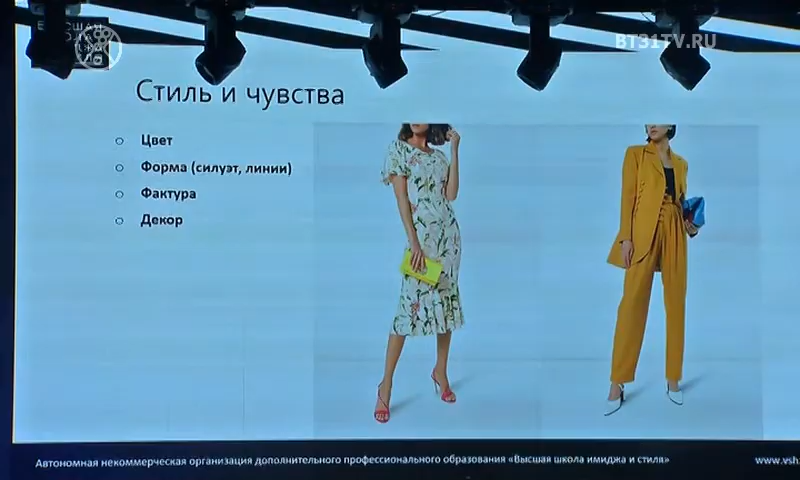 BT31TV.RU
Стиль и чувства
Цвет
Форма (силуэт, линии)
Фактура
Декор
Автономная некоммерческая организация дополнительного профессионального образования «Высшая школа имиджа и стиля»